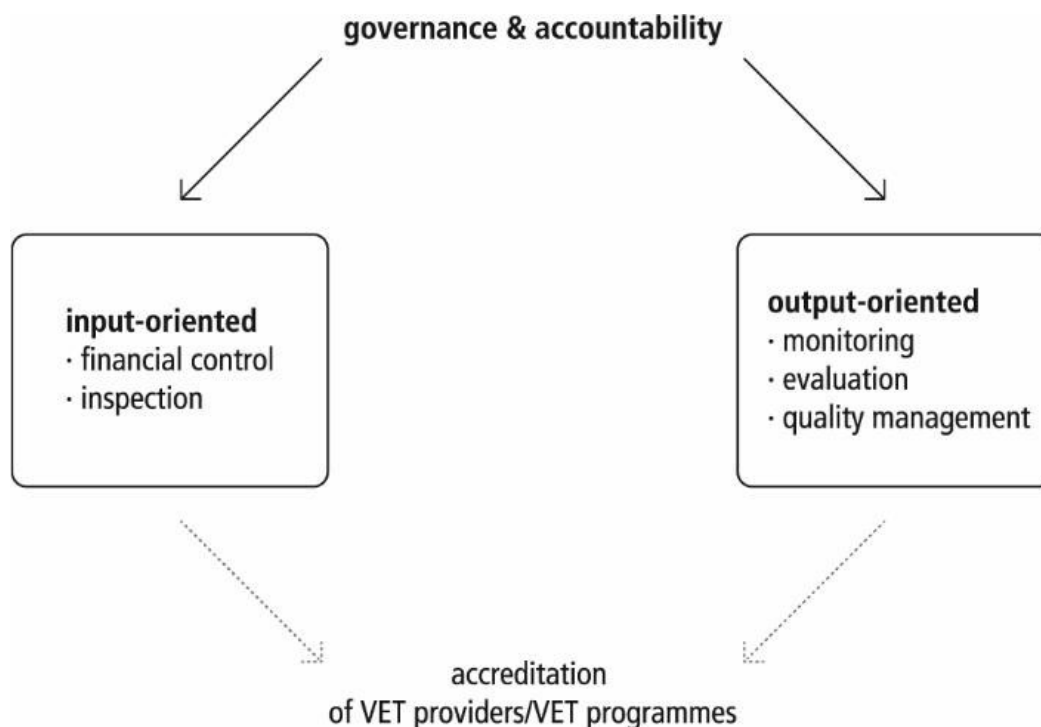 governance & accountability
input-oriented
· financial control
· inspection
output-oriented
· monitoring
· evaluation
· quality management
accreditation
of VET providers/VET programmes